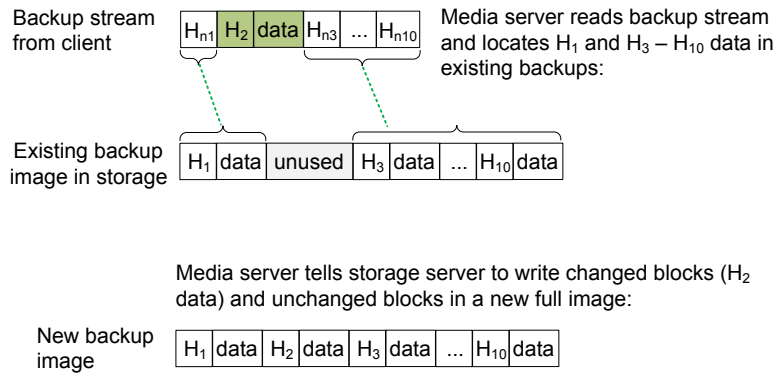 Backup stream
from client
Hn1 H2 data Hn3 ... Hn10
Media server reads backup stream
and locates H1 and H3 – H10 data in
existing backups:
Existing backup
image in storage
H1 data unused H3 data ... H10 data
Media server tells storage server to write changed blocks (H2
data) and unchanged blocks in a new full image:
New backup
image
H1 data H2 data H3 data ... H10 data